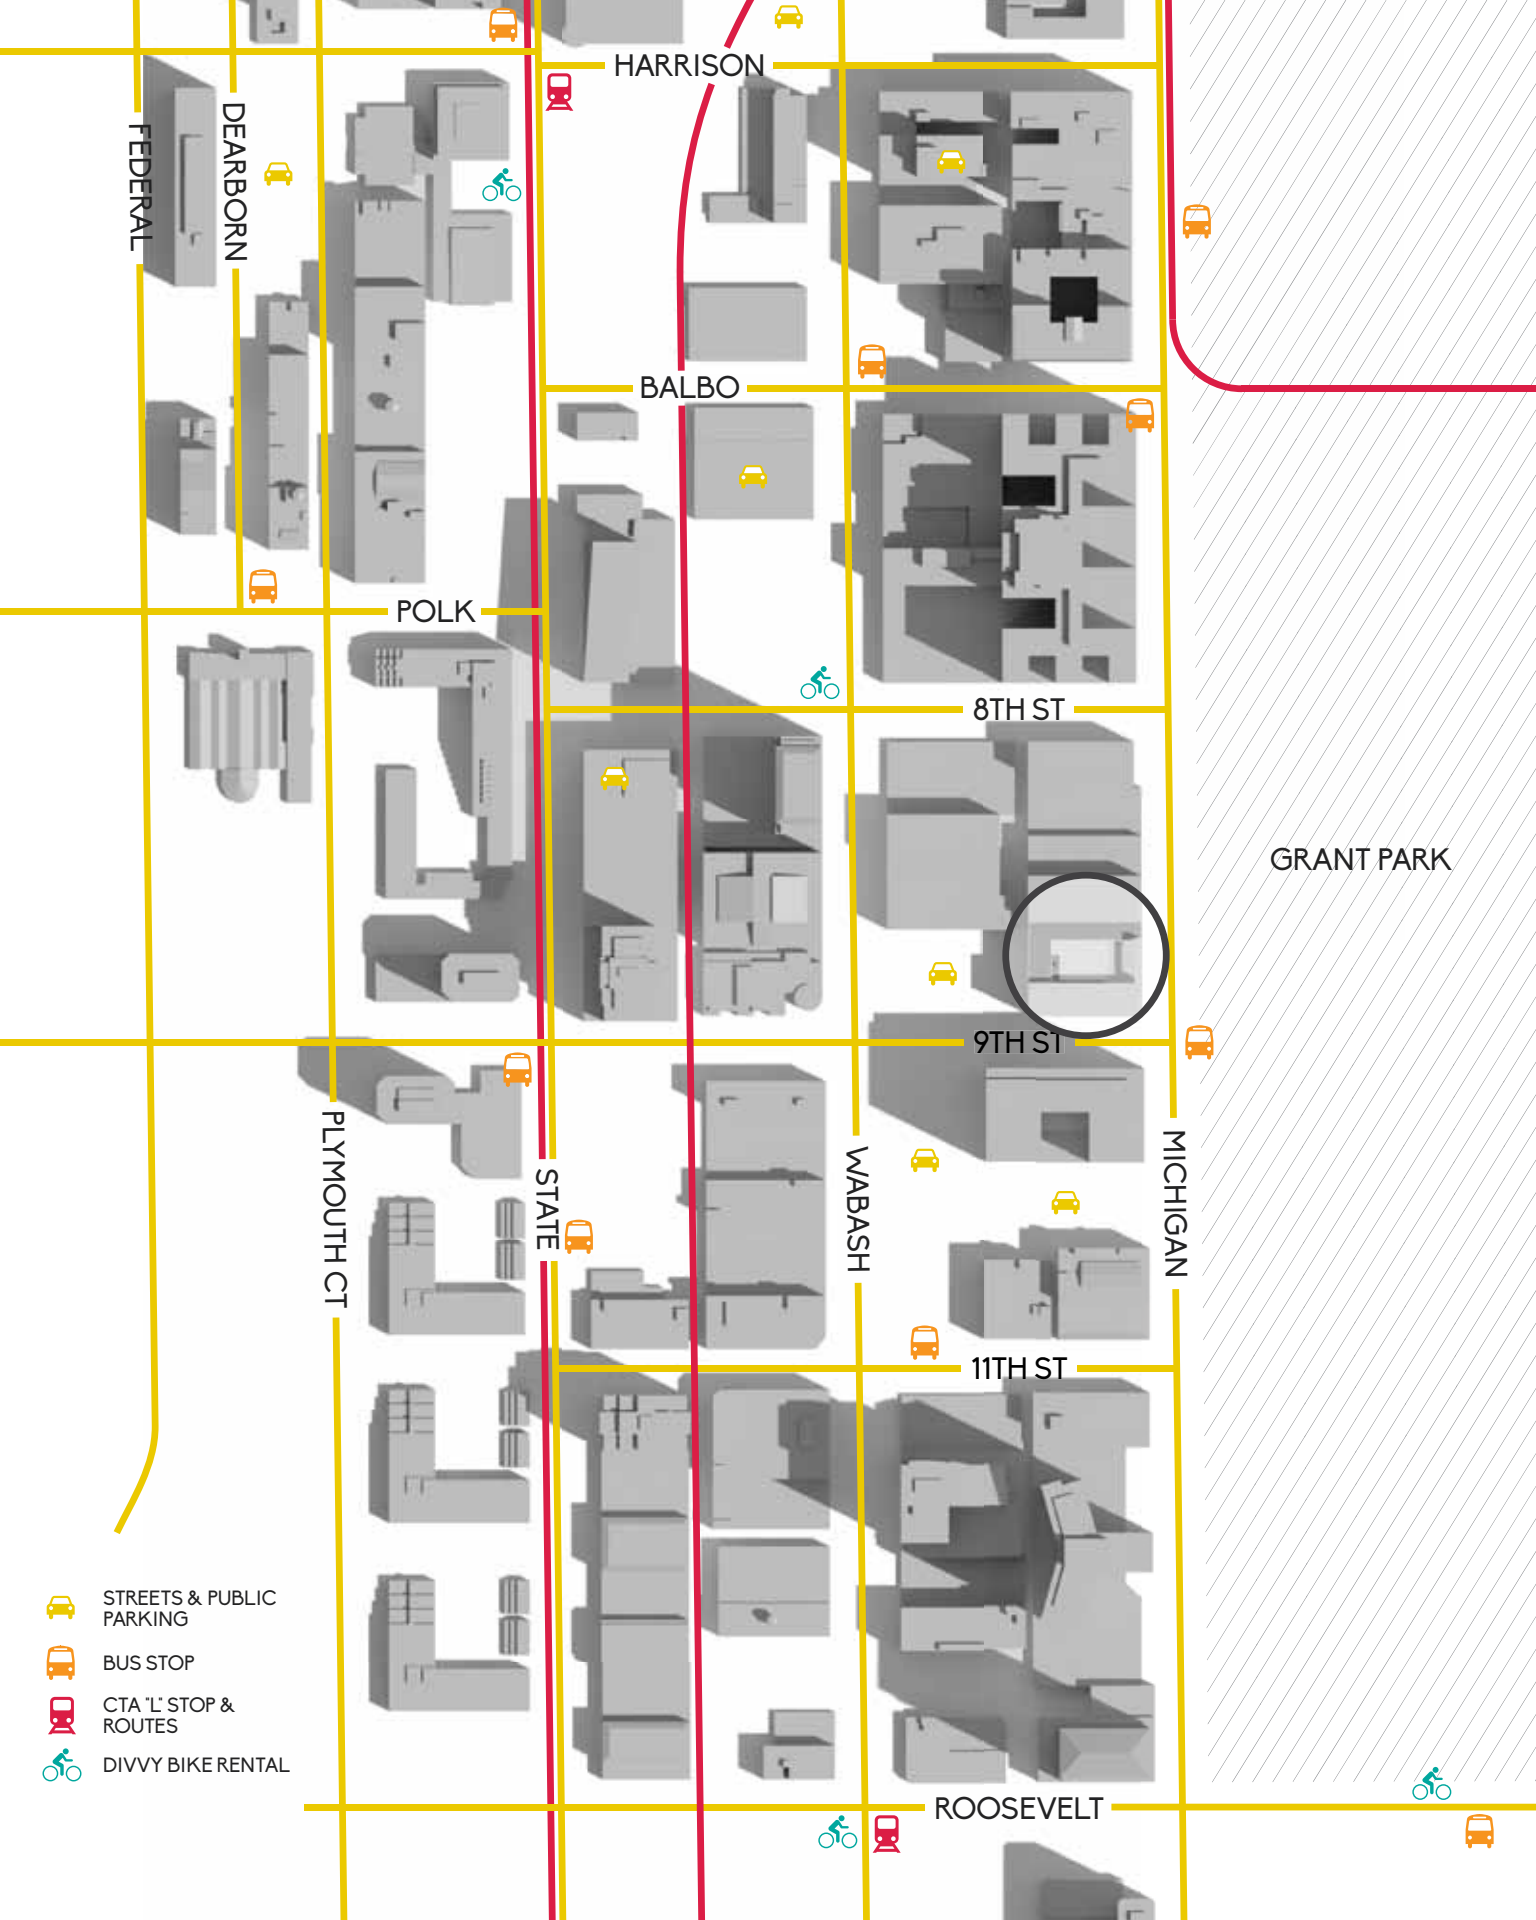 HARRISON
FEDERAL
DEARBORN
BALBO
POLK
8TH ST
GRANT PARK
9TH ST
PLYMOUTH CT
STATE
WABASH
MICHIGAN
11TH ST
STREETS & PUBLIC
PARKING
BUS STOP
CTA "L" STOP &
ROUTES
DIVVY BIKE RENTAL
ROOSEVELT